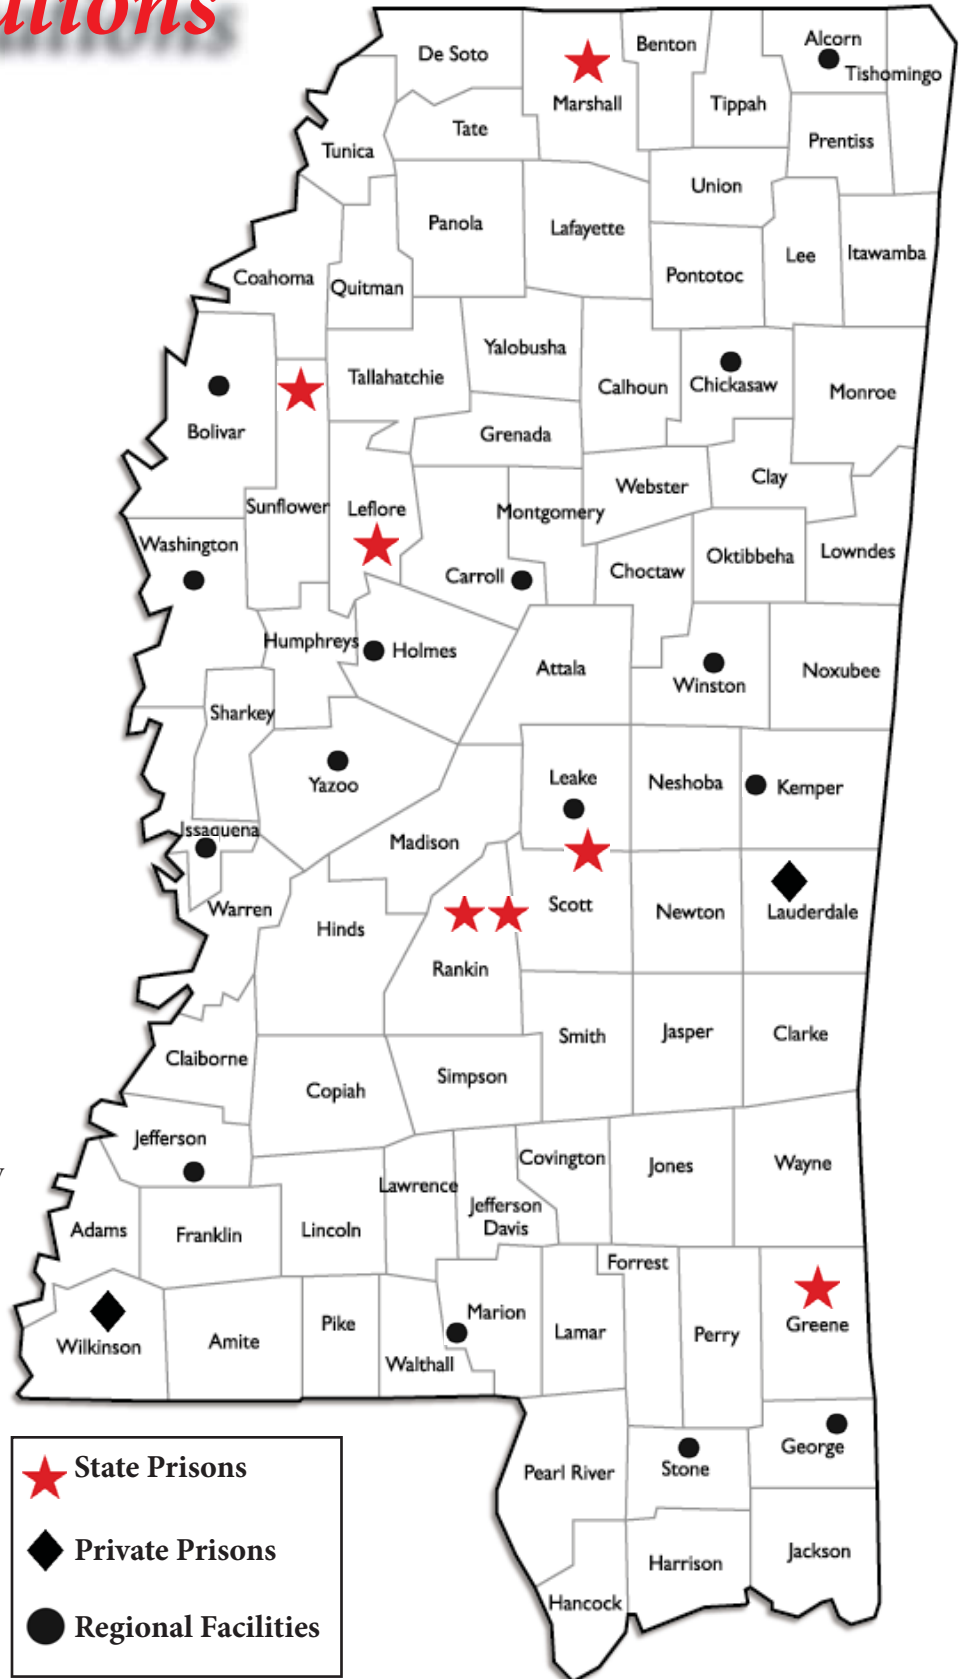 utions
De Soto
Benton
Alcorn
Tishomingo
Marshall
Tippah
Tate
Prentiss
Tunica
Union
Panola
Lafayette
Lee
Itawamba
Pontotoc
Coahoma
Quitman
Yalobusha
Tallahatchie
Calhoun
Chickasaw
Monroe
Bolivar
Grenada
Clay
Webster
Sunflower
Leflore
Montgomery
Washington
Oktibbeha
Lowndes
Choctaw
Carroll
Humphreys
Holmes
Attala
Winston
Noxubee
Sharkey
Yazoo
Leake
Neshoba
Kemper
Issaquena
Madison
Warren
Scott
Newton
Lauderdale
Hinds
Rankin
Smith
Jasper
Clarke
Claiborne
Copiah
Simpson
Jefferson
Covington
Jones
Wayne
Lawrence
Jefferson
Davis
Adams
Franklin
Lincoln
Forrest
Marion
Greene
Pike
Lamar
Perry
Wilkinson
Amite
Walthall
George
Pearl River
Stone
Harrison
Jackson
Hancock
State Prisons
Private Prisons
Regional Facilities